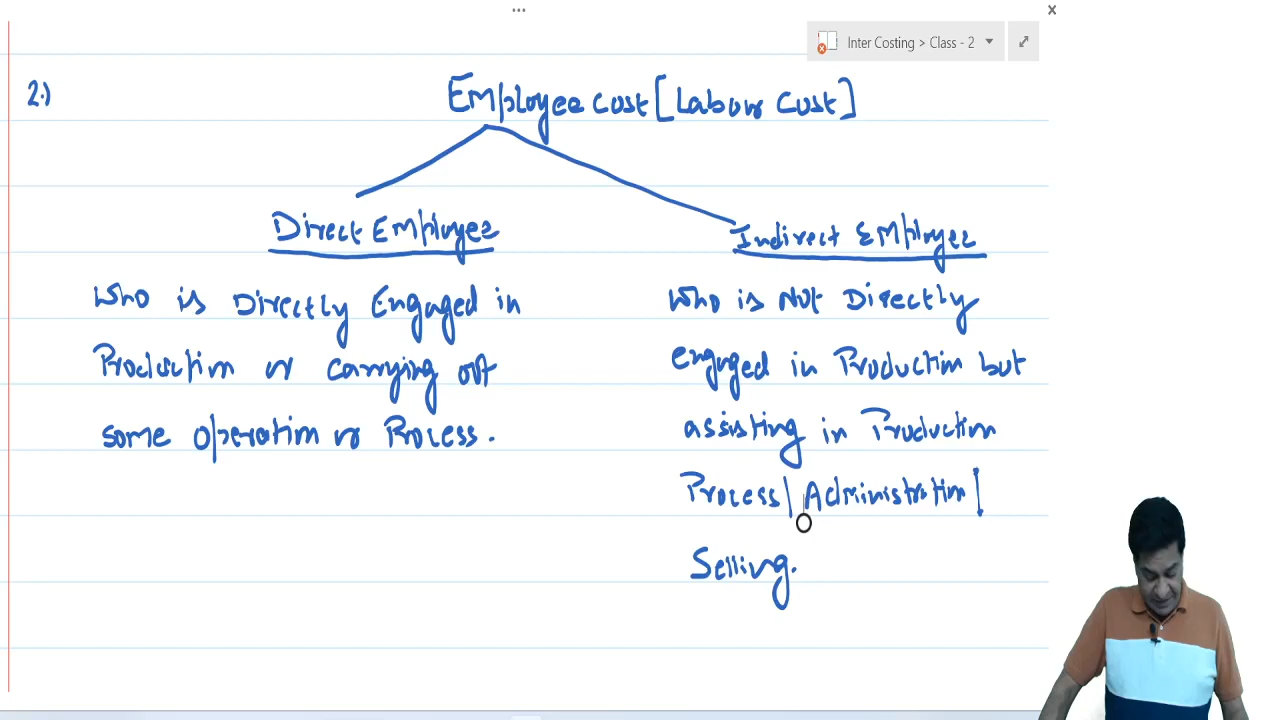 ...
Inter Costing > Class - 2
2.)
Employee Cost [Labour Cost]
Direct Employee
Indirect Employee
Who is Directly Engaged in
Production or carrying out
some operation or Process.
Who is Not Directly
engaged in Production but
assisting in Production
Process | Administration |
Selling.